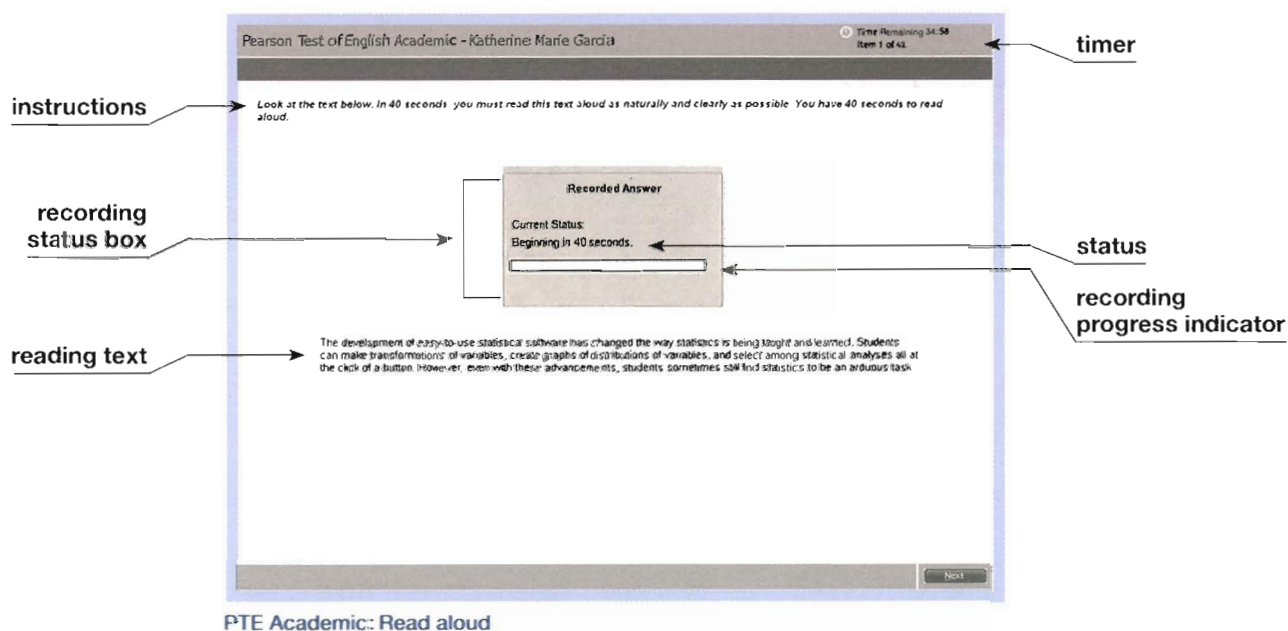 Pearson Test of English Academic - Katherine Marie Garcia
Time Remaining 34:58
Item 1 of 42
timer
instructions
Look at the text below. In 40 seconds you must read this text aloud as naturally and clearly as possible. You have 40 seconds to read
aloud.
Recorded Answer
recording
status box
Current Status:
Beginning in 40 seconds.
status
recording
progress indicator
reading text
The development of easy-to-use statistical software has changed the way statistics is being taught and learned. Students
can make transformations of variables, create graphs of distributions of variables, and select among statistical analyses all at
the click of a button. However, even with these advancements, students sometimes still find statistics to be an arduous task
Next
PTE Academic: Read aloud